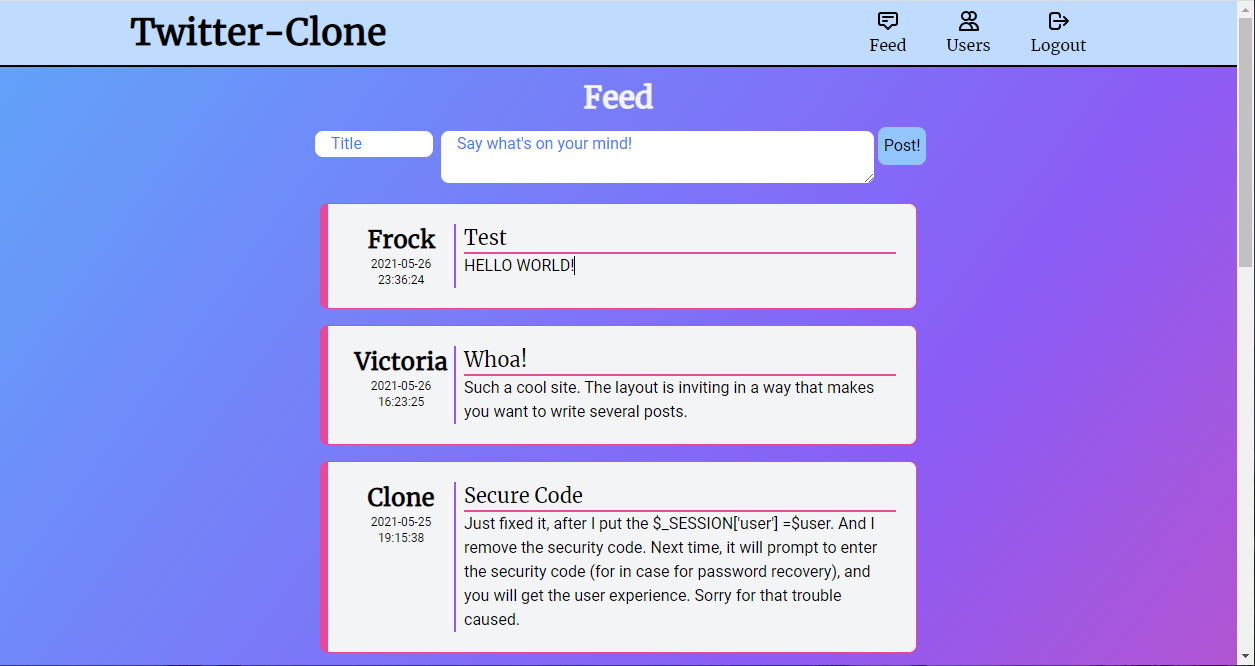 Twitter-Clone
Feed
Users
Logout
Feed
Title
Say what's on your mind!
Post!
Frock
2021-05-26
23:36:24
Test
HELLO WORLD!
Victoria
2021-05-26
16:23:25
Whoa!
Such a cool site. The layout is inviting in a way that makes
you want to write several posts.
Clone
2021-05-25
19:15:38
Secure Code
Just fixed it, after I put the $_SESSION['user'] =$user. And I
remove the security code. Next time, it will prompt to enter
the security code (for in case for password recovery), and
you will get the user experience. Sorry for that trouble
caused.